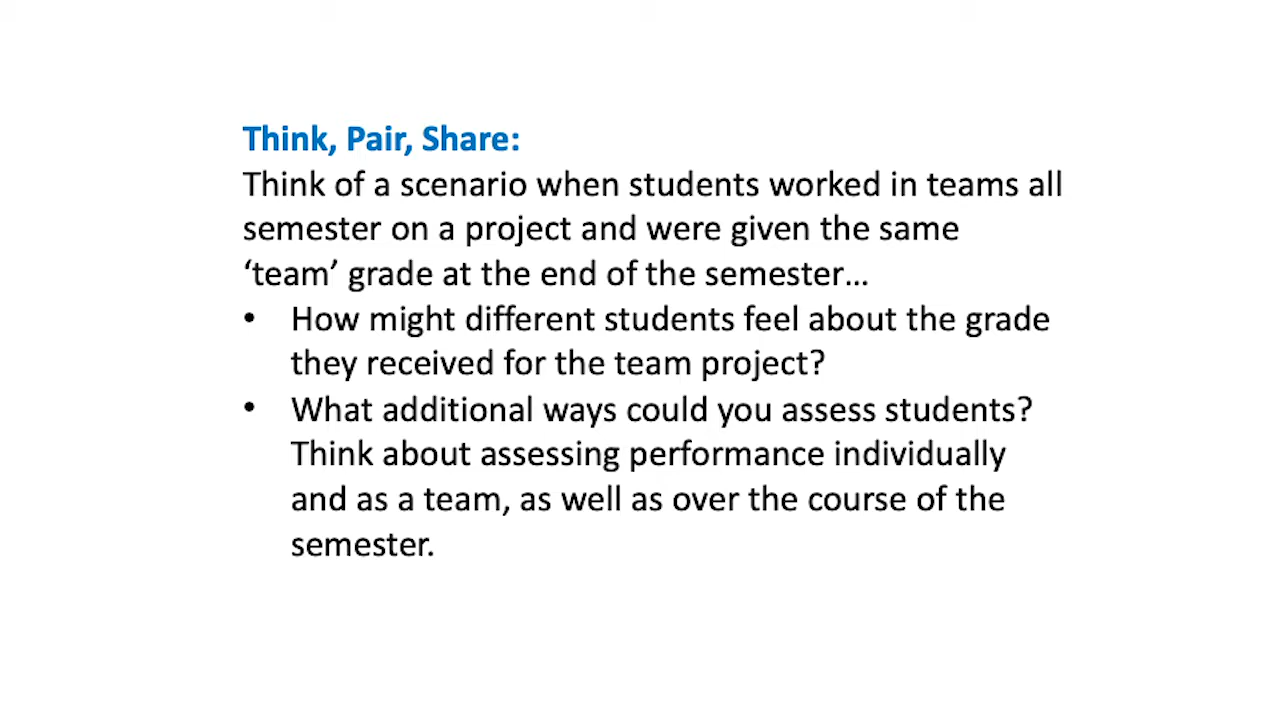 Think, Pair, Share:
Think of a scenario when students worked in teams all
semester on a project and were given the same
‘team’ grade at the end of the semester…
• How might different students feel about the grade
they received for the team project?
• What additional ways could you assess students?
Think about assessing performance individually
and as a team, as well as over the course of the
semester.